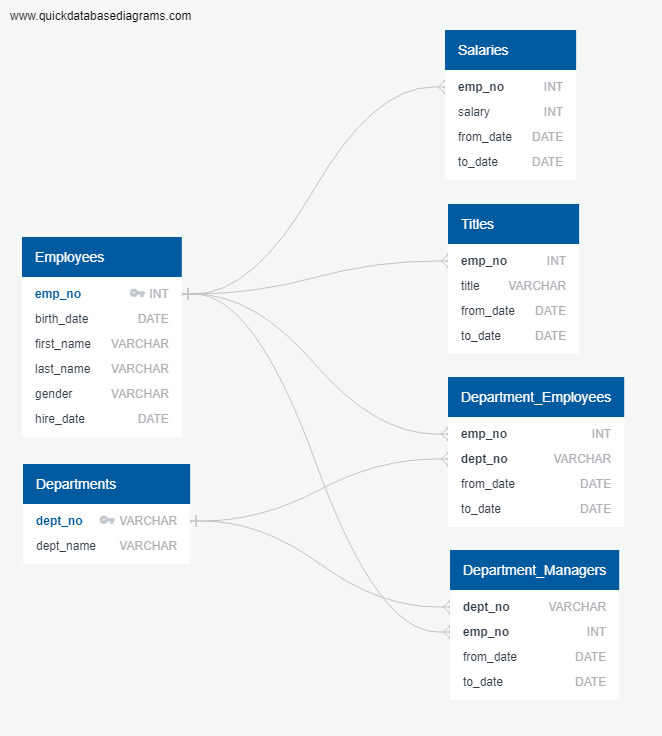 www.quickdatabasediagrams.com
Salaries
emp_no INT
salary INT
from_date DATE
to_date DATE
Titles
emp_no INT
title VARCHAR
from_date DATE
to_date DATE
Employees
emp_no INT
birth_date DATE
first_name VARCHAR
last_name VARCHAR
gender VARCHAR
hire_date DATE
Department_Employees
emp_no INT
dept_no VARCHAR
from_date DATE
to_date DATE
Departments
dept_no VARCHAR
dept_name VARCHAR
Department_Managers
dept_no VARCHAR
emp_no INT
from_date DATE
to_date DATE